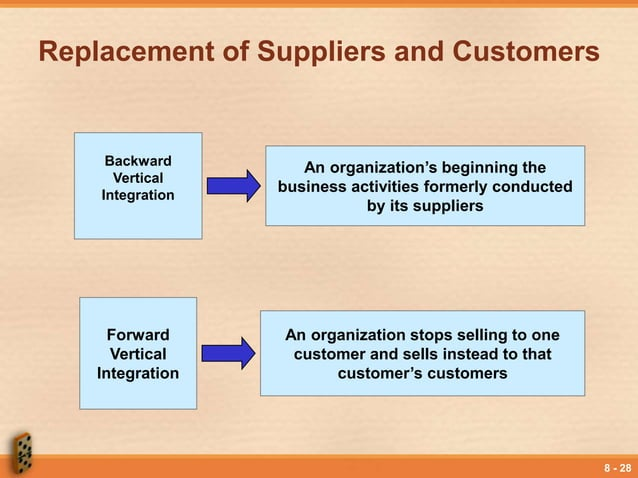 Replacement of Suppliers and Customers
Backward
Vertical
Integration
An organization’s beginning the
business activities formerly conducted
by its suppliers
Forward
Vertical
Integration
An organization stops selling to one
customer and sells instead to that
customer’s customers
8 - 28